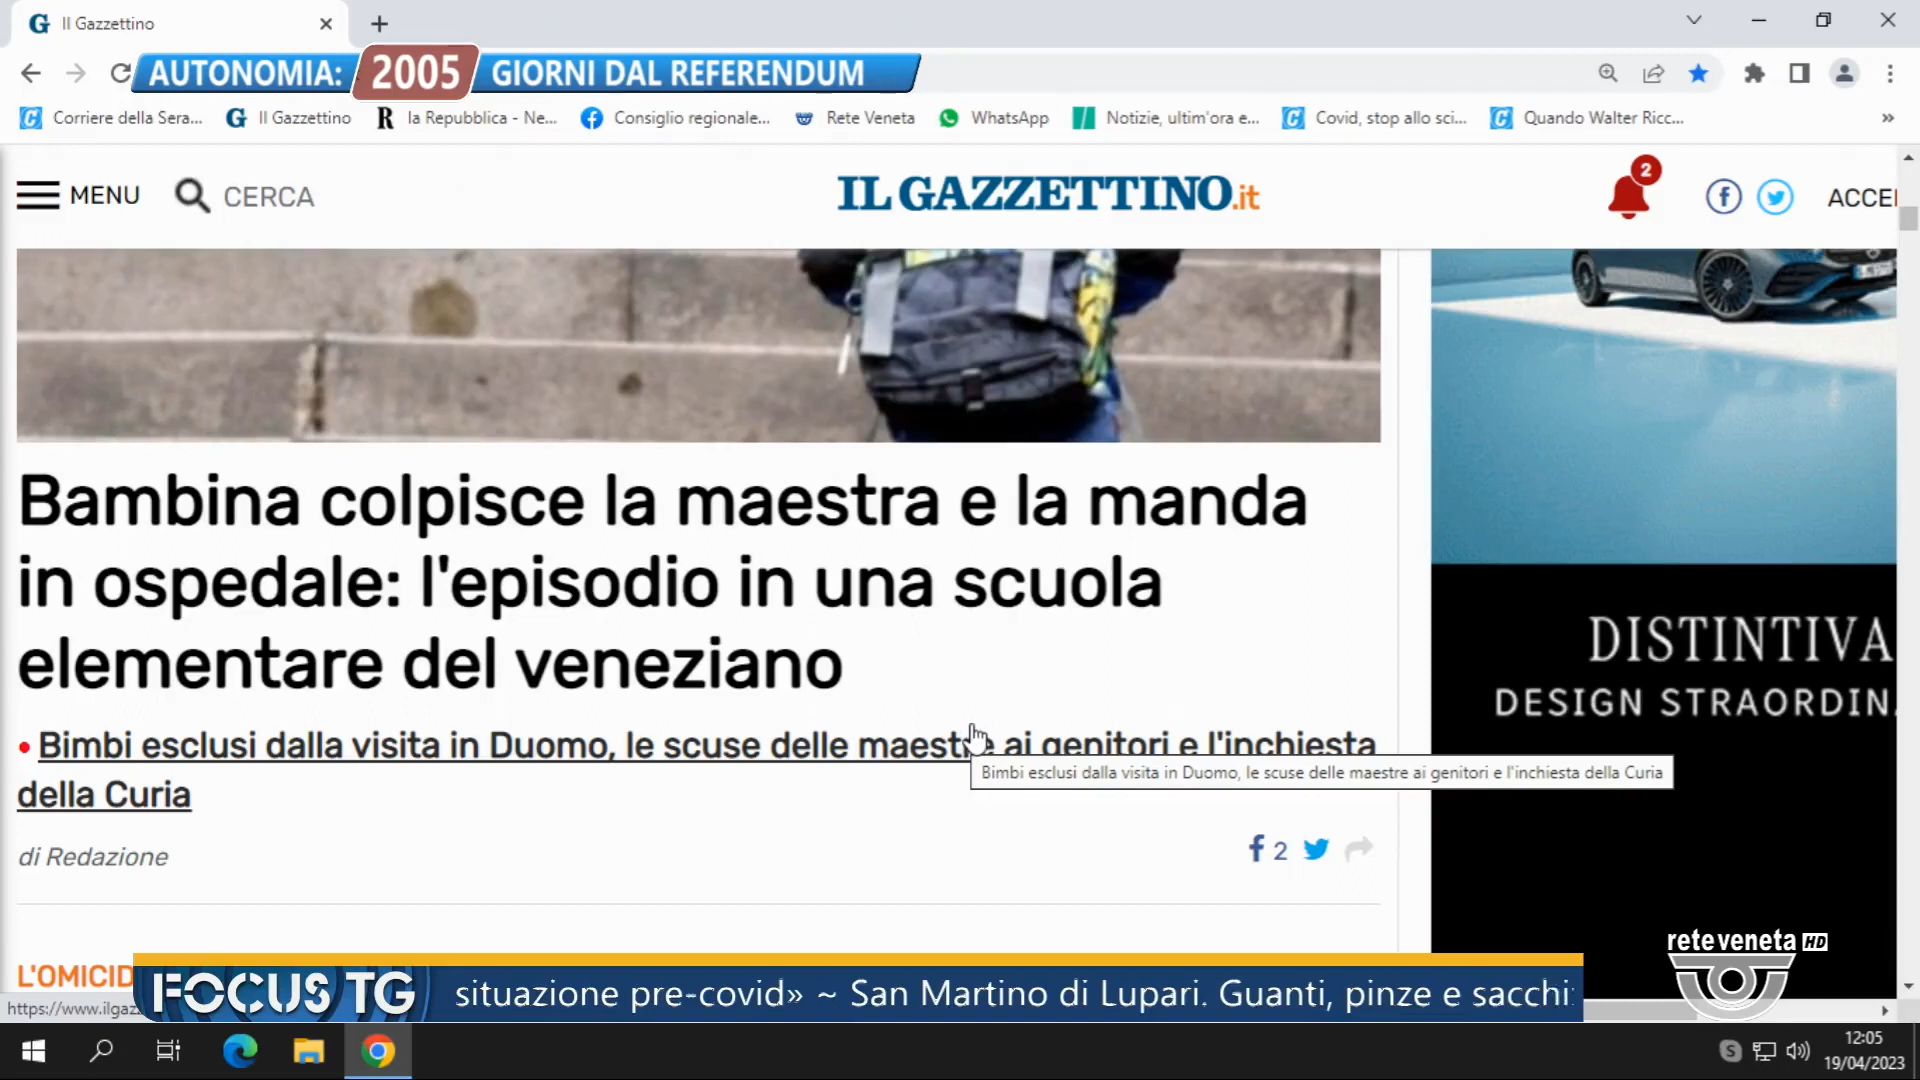 Il Gazzettino
AUTONOMIA: 2005 GIORNI DAL REFERENDUM
Corriere della Sera... Il Gazzettino la Repubblica - Ne... Consiglio regionale... Rete Veneta WhatsApp Notizie, ultim'ora e... Covid, stop allo sci... Quando Walter Ricc...
MENU CERCA IL GAZZETTINO.it 2 ACCE
Bambina colpisce la maestra e la manda
in ospedale: l'episodio in una scuola
elementare del veneziano
• Bimbi esclusi dalla visita in Duomo, le scuse delle maestre ai genitori e l'inchiesta
della Curia
Bimbi esclusi dalla visita in Duomo, le scuse delle maestre ai genitori e l'inchiesta della Curia
di Redazione
2
DISTINTIVA
DESIGN STRAORDIN
reteveneta HD
L'OMICID
FOCUS TG situazione pre-covid» ~ San Martino di Lupari. Guanti, pinze e sacchi
https://www.ilgaz
12:05
19/04/2023